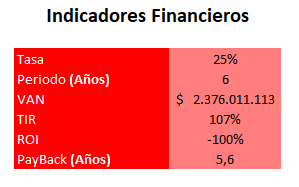 Indicadores Financieros
Tasa 25%
Periodo (Años) 6
VAN $ 2.376.011.113
TIR 107%
ROI -100%
PayBack (Años) 5,6